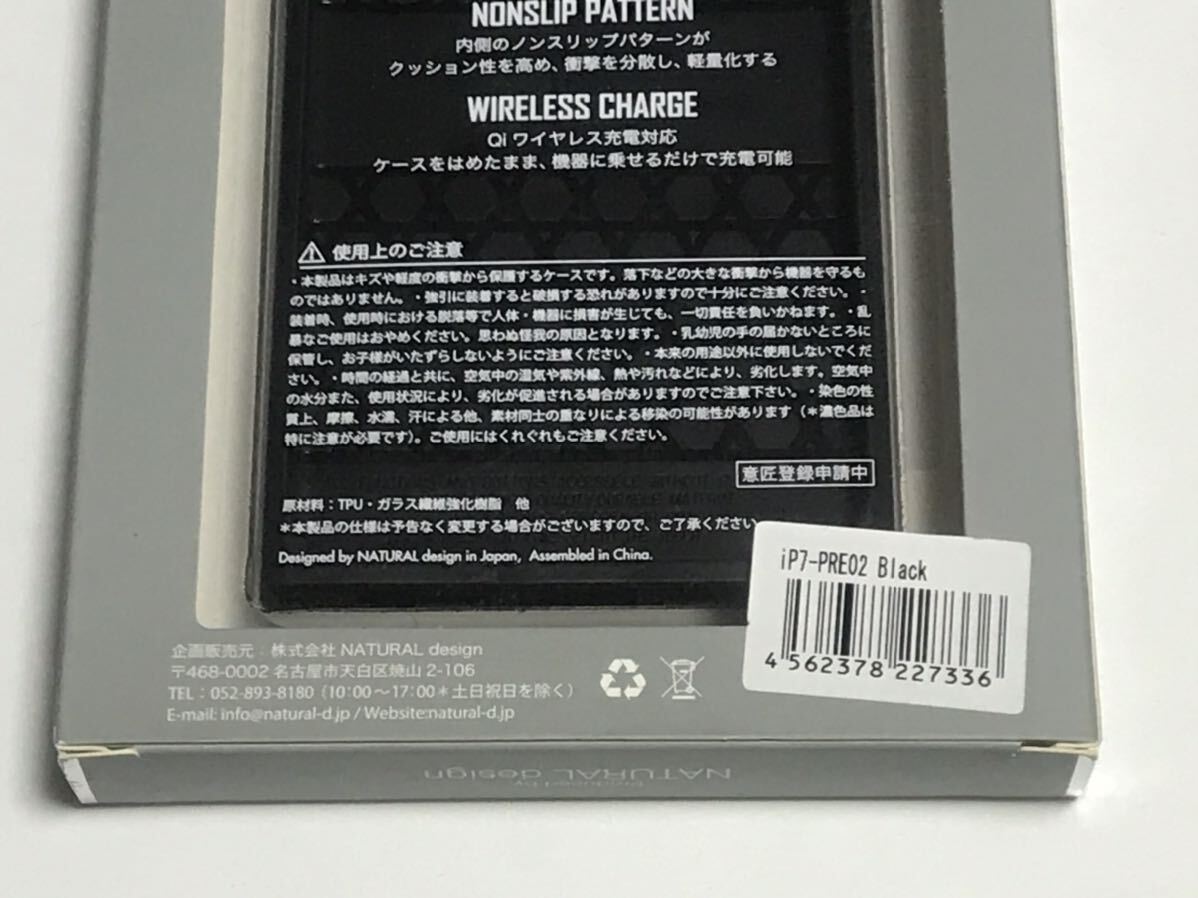 NONSLIP PATTERN
内側のノンスリップパターンが
クッション性を高め、衝撃を分散し、軽量化する
WIRELESS CHARGE
Qi ワイヤレス充電対応
ケースをはめたまま、機器に乗せるだけで充電可能
使用上のご注意
・本製品はキズや軽度の衝撃から保護するケースです。落下などの大きな衝撃から機器を守るも
のではありません。・強引に装着すると破損する恐れがありますので十分にご注意ください。・
装着時、使用時における脱落等で人体・機器に損害が生じても、一切責任を負いかねます。・乱
暴なご使用はおやめください。思わぬ怪我の原因となります。・乳幼児の手の届かないところに
保管し、お子様がいたずらしないようにご注意ください。・本来の用途以外に使用しないでくだ
さい。・時間の経過と共に、空気中の湿気や紫外線、熱や汚れなどにより、劣化します。空気中
の水分また、使用状況により、劣化が促進される場合がありますのでご注意下さい。・染色の性
質上、摩擦、水濡、汗による他、素材同士の重なりによる移染の可能性があります（＊濃色品は
特に注意が必要です）。ご使用にはくれぐれもご注意ください。
意匠登録申請中
原材料：TPU・ガラス繊維強化樹脂　他
＊本製品の仕様は予告なく変更する場合がございますので、ご了承ください
Designed by NATURAL design in Japan, Assembled in China.
iP7-PRE02 Black
4 562378 227336
企画販売元：株式会社 NATURAL design
〒468-0002 名古屋市天白区焼山 2-106
TEL：052-893-8180（10:00～17:00＊土日祝日を除く）
E-mail: info@natural-d.jp / Website:natural-d.jp
Produced by
NATURAL design